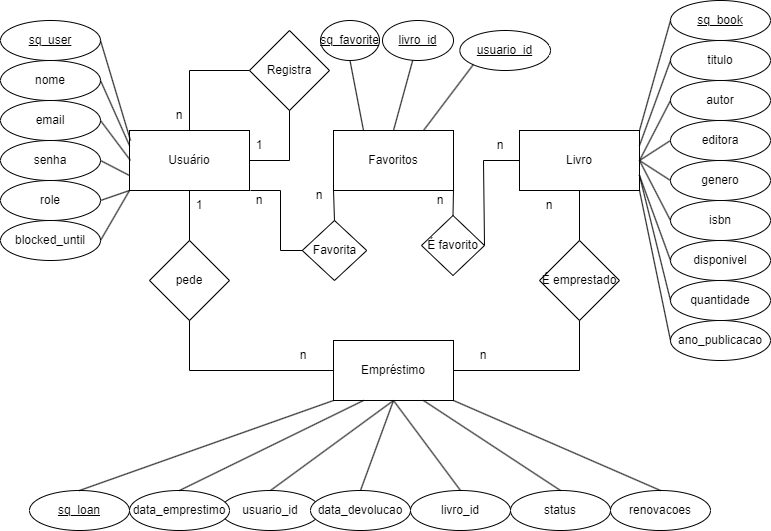 sq_user
nome
email
senha
role
blocked_until
Registra
n
1
sq_favorite
livro_id
usuario_id
Usuário
Favoritos
Livro
sq_book
titulo
autor
editora
genero
isbn
disponivel
quantidade
ano_publicacao
n
1
n
n
n
n
Favorita
É favorito
pede
É emprestado
n
n
Empréstimo
sq_loan
data_emprestimo
usuario_id
data_devolucao
livro_id
status
renovacoes